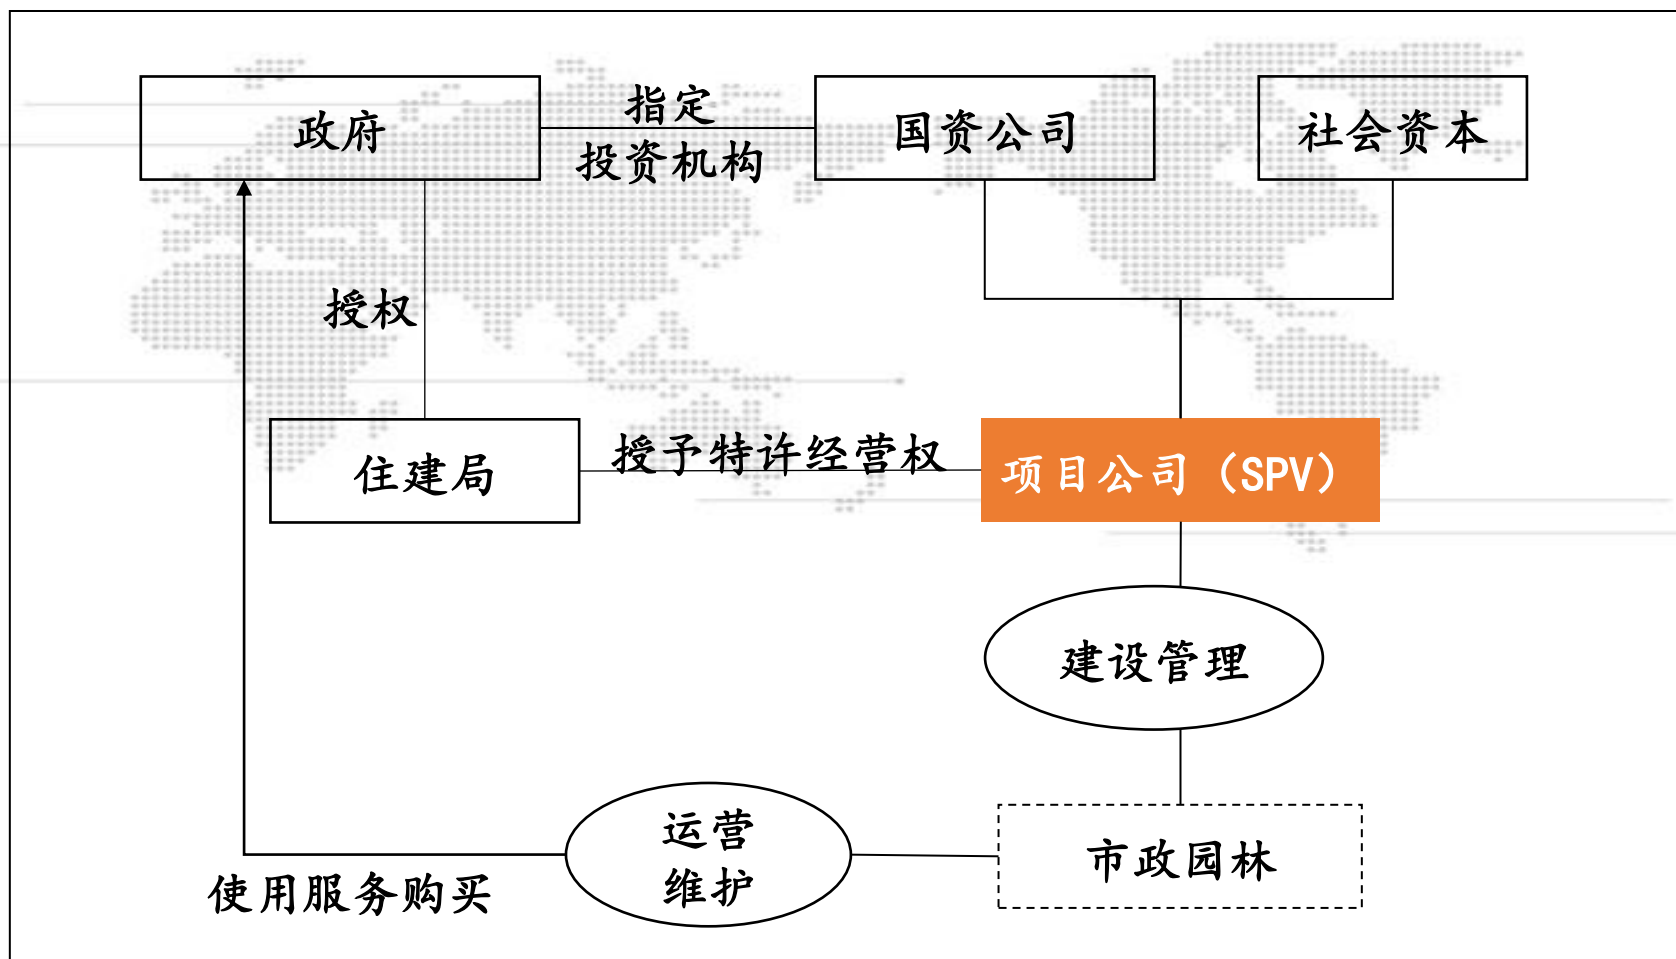 政府
指定
投资机构
国资公司
社会资本
授权
住建局
授予特许经营权
项目公司（SPV）
建设管理
运营
维护
市政园林
使用服务购买